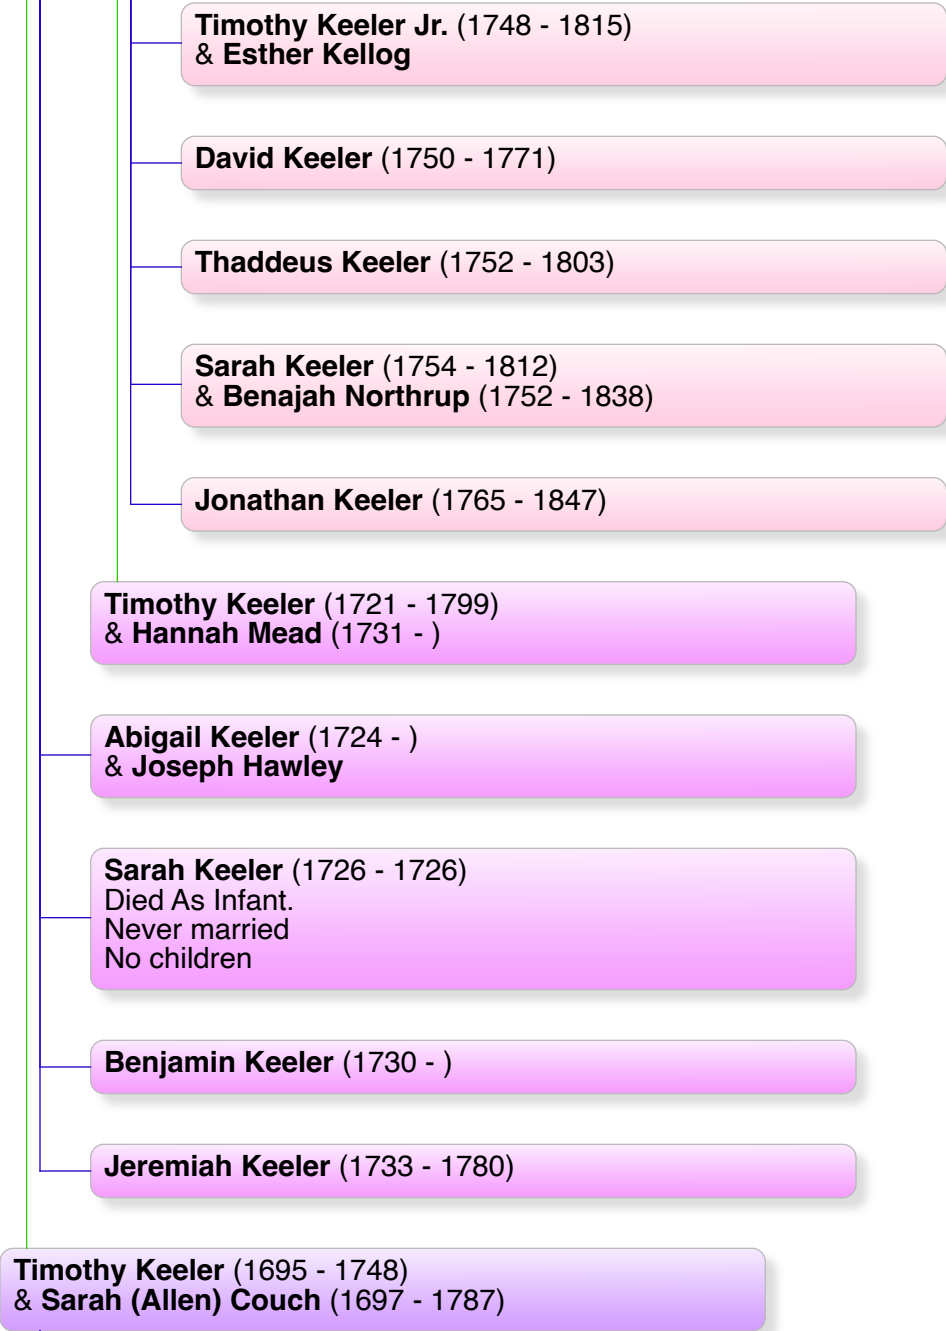 Timothy Keeler Jr. (1748 - 1815)
& Esther Kellog
David Keeler (1750 - 1771)
Thaddeus Keeler (1752 - 1803)
Sarah Keeler (1754 - 1812)
& Benajah Northrup (1752 - 1838)
Jonathan Keeler (1765 - 1847)
Timothy Keeler (1721 - 1799)
& Hannah Mead (1731 - )
Abigail Keeler (1724 - )
& Joseph Hawley
Sarah Keeler (1726 - 1726)
Died As Infant.
Never married
No children
Benjamin Keeler (1730 - )
Jeremiah Keeler (1733 - 1780)
Timothy Keeler (1695 - 1748)
& Sarah (Allen) Couch (1697 - 1787)